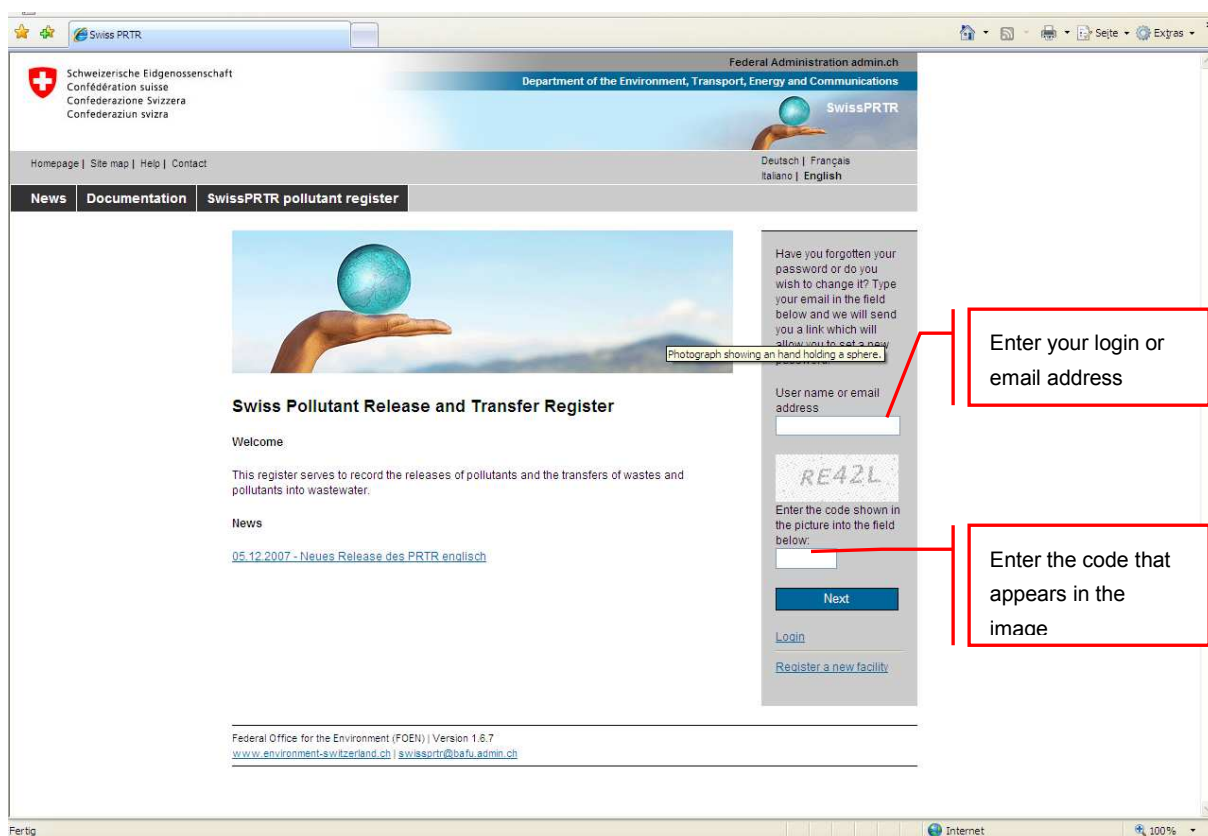 Swiss PRTR
Seite
Extras
Schweizerische Eidgenossenschaft
Confédération suisse
Confederazione Svizzera
Confederaziun svizra
Federal Administration admin.ch
Department of the Environment, Transport, Energy and Communications
SwissPRTR
Homepage | Site map | Help | Contact
Deutsch | Français
Italiano | English
News
Documentation
SwissPRTR pollutant register
Have you forgotten your
password or do you
wish to change it? Type
your email in the field
below and we will send
you a link which will
allow you to set a new
password.
Photograph showing an hand holding a sphere.
Enter your login or
email address
User name or email
address
Swiss Pollutant Release and Transfer Register
Welcome
This register serves to record the releases of pollutants and the transfers of wastes and
pollutants into wastewater.
News
05.12.2007 - Neues Release des PRTR englisch
RE42L
Enter the code shown in
the picture into the field
below:
Enter the code that
appears in the
image
Next
Login
Register a new facility
Federal Office for the Environment (FOEN) | Version 1.6.7
www.environment-switzerland.ch | swissprtr@bafu.admin.ch
Fertig
Internet
100%